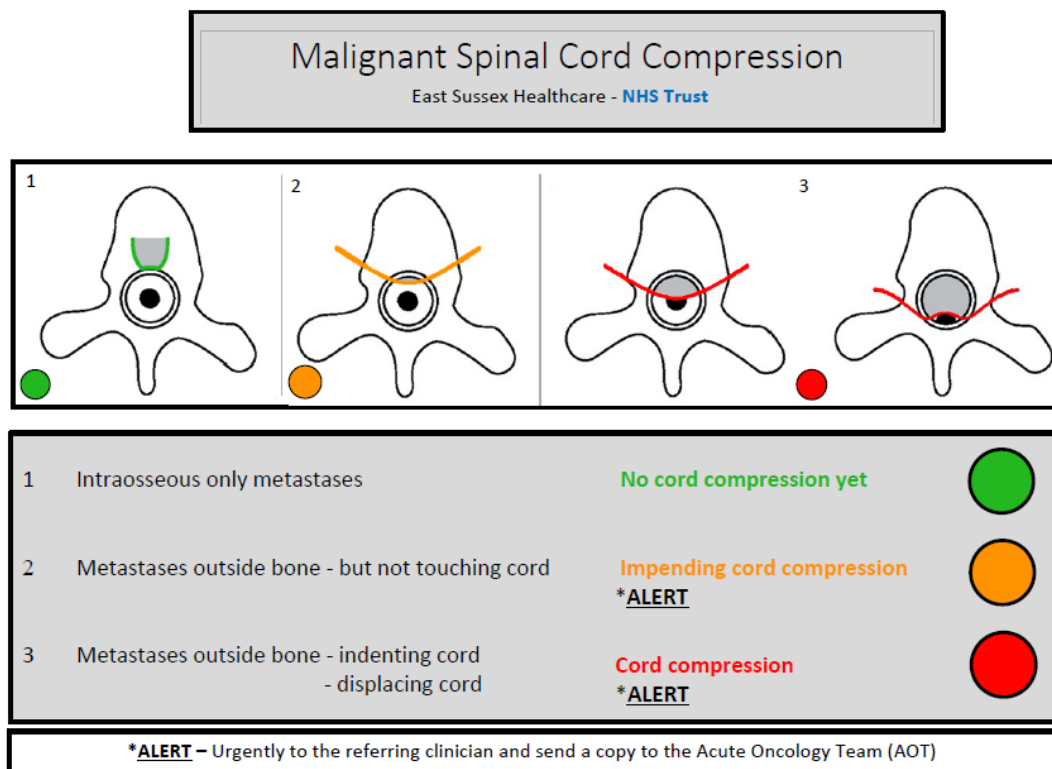 Malignant Spinal Cord Compression
East Sussex Healthcare - NHS Trust
1
2
3
1 Intraosseous only metastases No cord compression yet
2 Metastases outside bone - but not touching cord Impending cord compression
*ALERT
3 Metastases outside bone - indenting cord Cord compression
- displacing cord *ALERT
*ALERT – Urgently to the referring clinician and send a copy to the Acute Oncology Team (AOT)